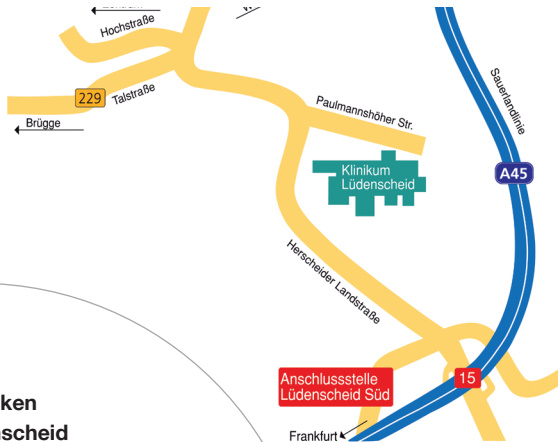 Hochstraße
229
Talstraße
Brügge
Paulmannshöher Str.
Sauerlandlinie
A45
Klinikum
Lüdenscheid
Herscheider Landstraße
Anschlussstelle
Lüdenscheid Süd
15
Frankfurt
ken
scheid